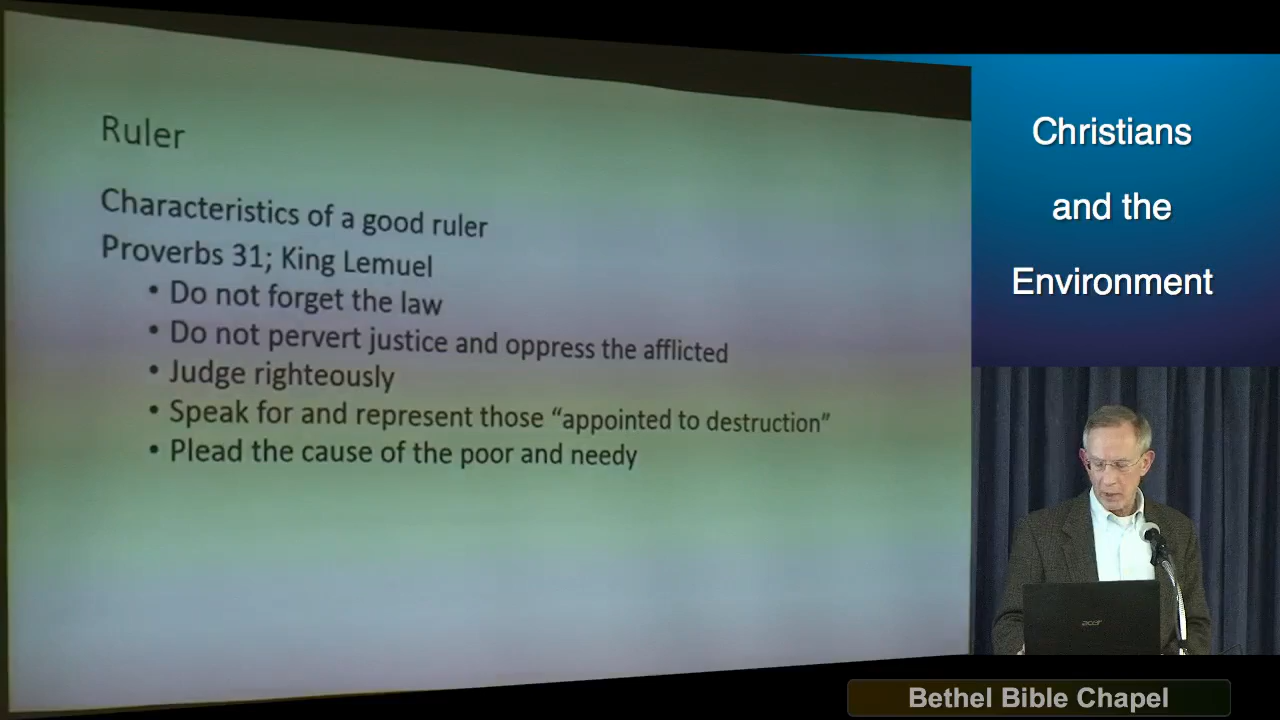 Ruler
Characteristics of a good ruler
Proverbs 31; King Lemuel
• Do not forget the law
• Do not pervert justice and oppress the afflicted
• Judge righteously
• Speak for and represent those “appointed to destruction”
• Plead the cause of the poor and needy
Christians
and the
Environment
acer
Bethel Bible Chapel